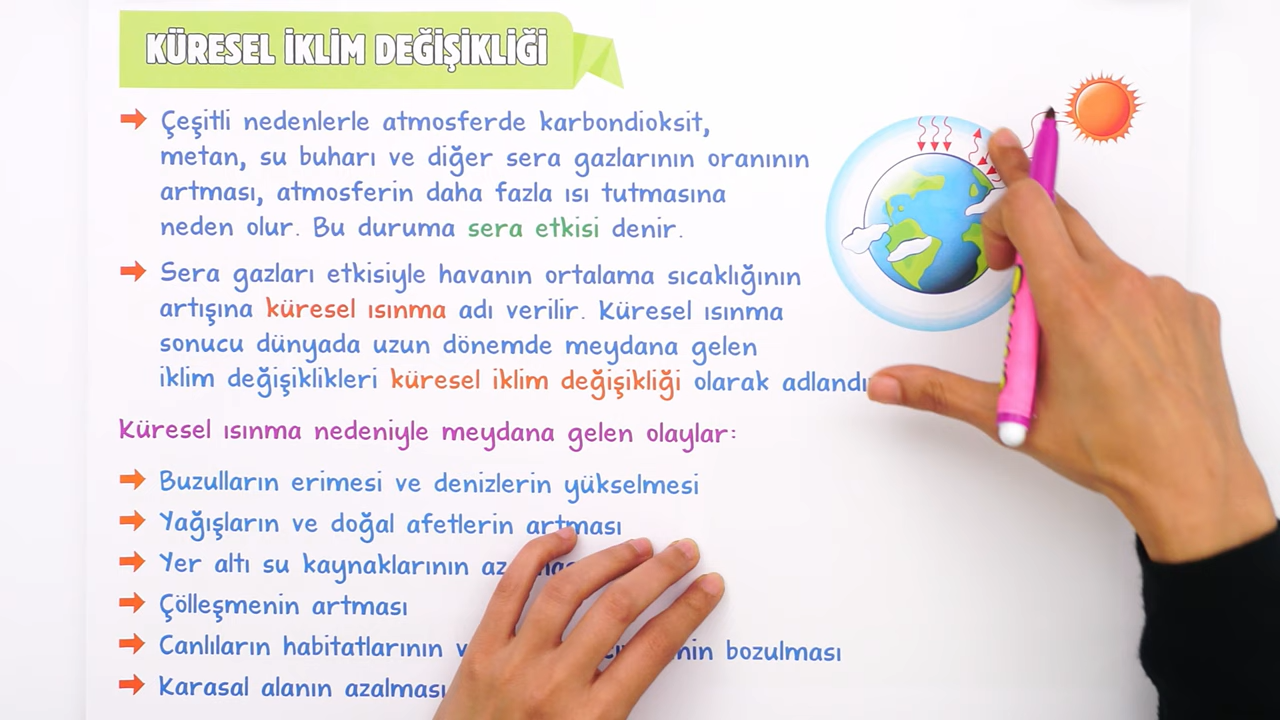 KÜRESEL İKLİM DEĞİŞİKLİĞİ
Çeşitli nedenlerle atmosferde karbondioksit,
metan, su buharı ve diğer sera gazlarının oranının
artması, atmosferin daha fazla ısı tutmasına
neden olur. Bu duruma sera etkisi denir.
Sera gazları etkisiyle havanın ortalama sıcaklığının
artışına küresel ısınma adı verilir. Küresel ısınma
sonucu dünyada uzun dönemde meydana gelen
iklim değişiklikleri küresel iklim değişikliği olarak
Küresel ısınma nedeniyle meydana gelen olaylar:
Buzulların erimesi ve denizlerin yükselmesi
Yağışların ve doğal afetlerin artması
Yer altı su kaynaklarının
Çölleşmenin artması
Canlıların habitatlarının bozulması
Karasal alanın azalması